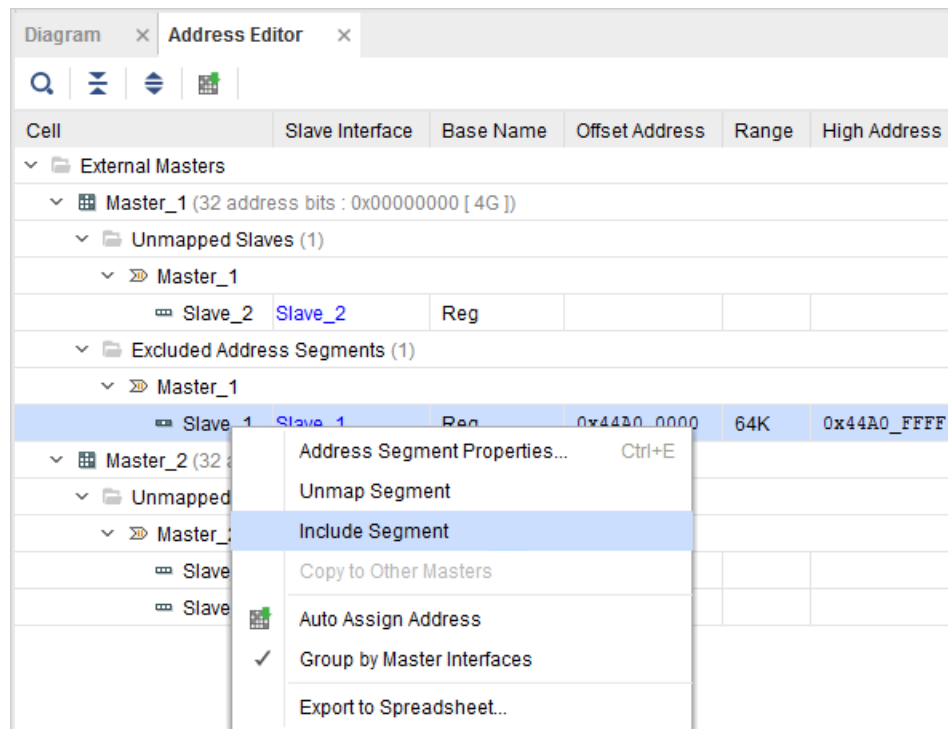 Diagram Address Editor
Cell Slave Interface Base Name Offset Address Range High Address
External Masters
Master_1 (32 address bits : 0x00000000 [ 4G ])
Unmapped Slaves (1)
Master_1
Slave_2 Slave_2 Reg
Excluded Address Segments (1)
Master_1
Slave_1 Slave_1 Reg 0x44A0_0000 64K 0x44A0_FFFF
Address Segment Properties... Ctrl+E
Master_2 (32
Unmap Segment
Unmapped
Include Segment
Master_2
Copy to Other Masters
Slave
Slave
Auto Assign Address
Group by Master Interfaces
Export to Spreadsheet...